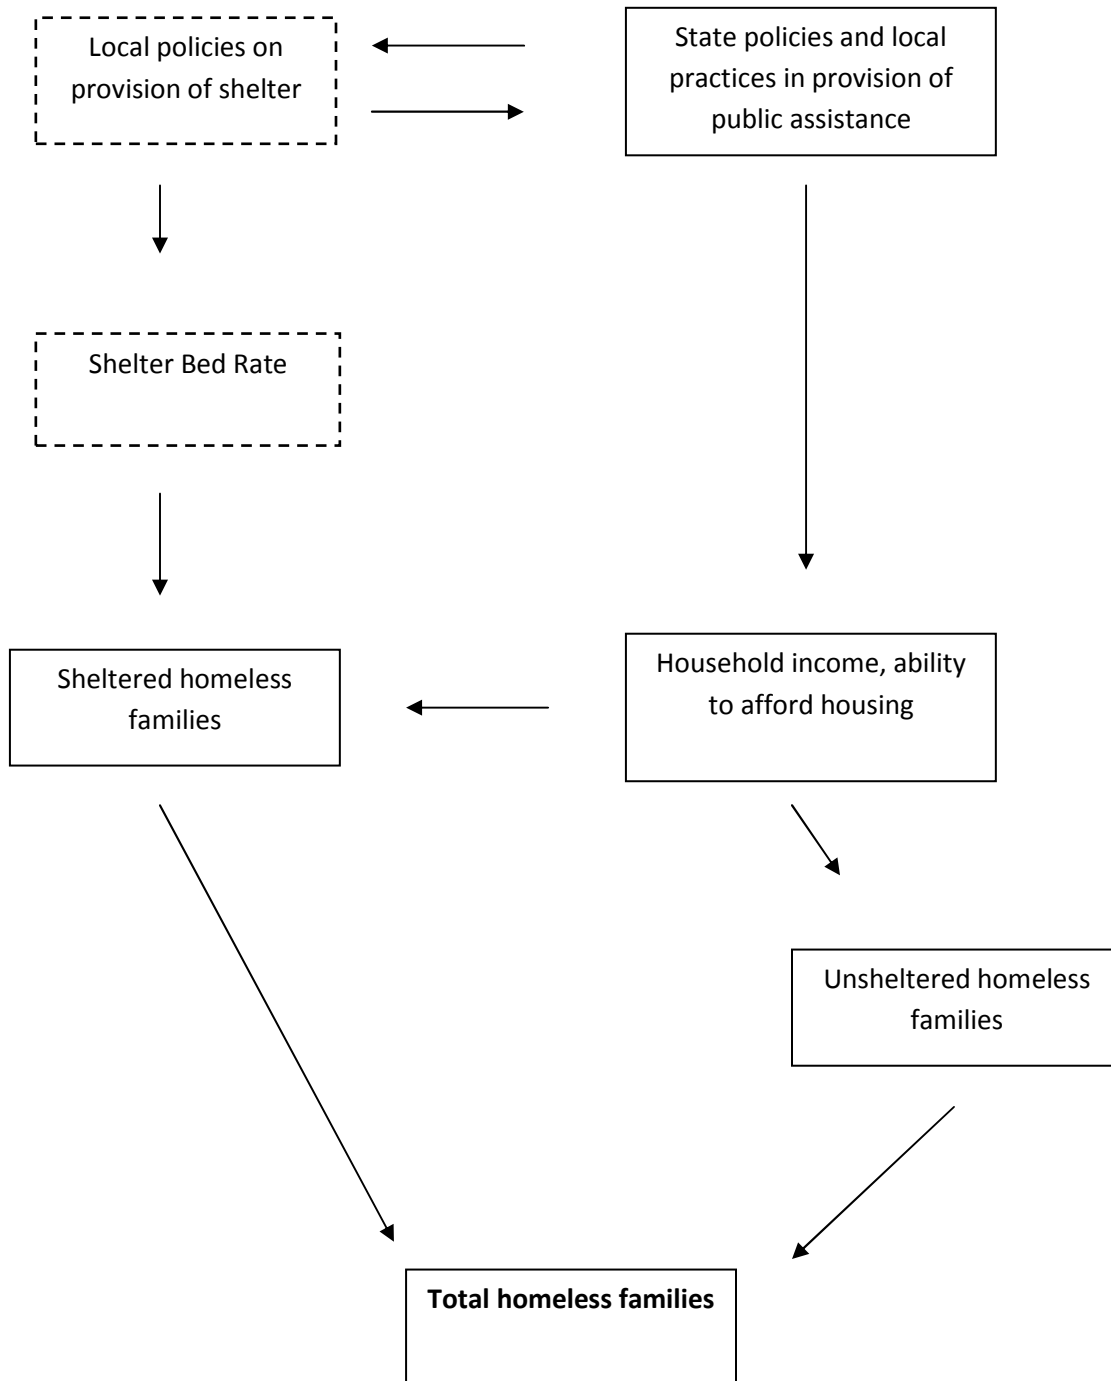 Local policies on
provision of shelter
State policies and local
practices in provision of
public assistance
Shelter Bed Rate
Sheltered homeless
families
Household income, ability
to afford housing
Unsheltered homeless
families
Total homeless families